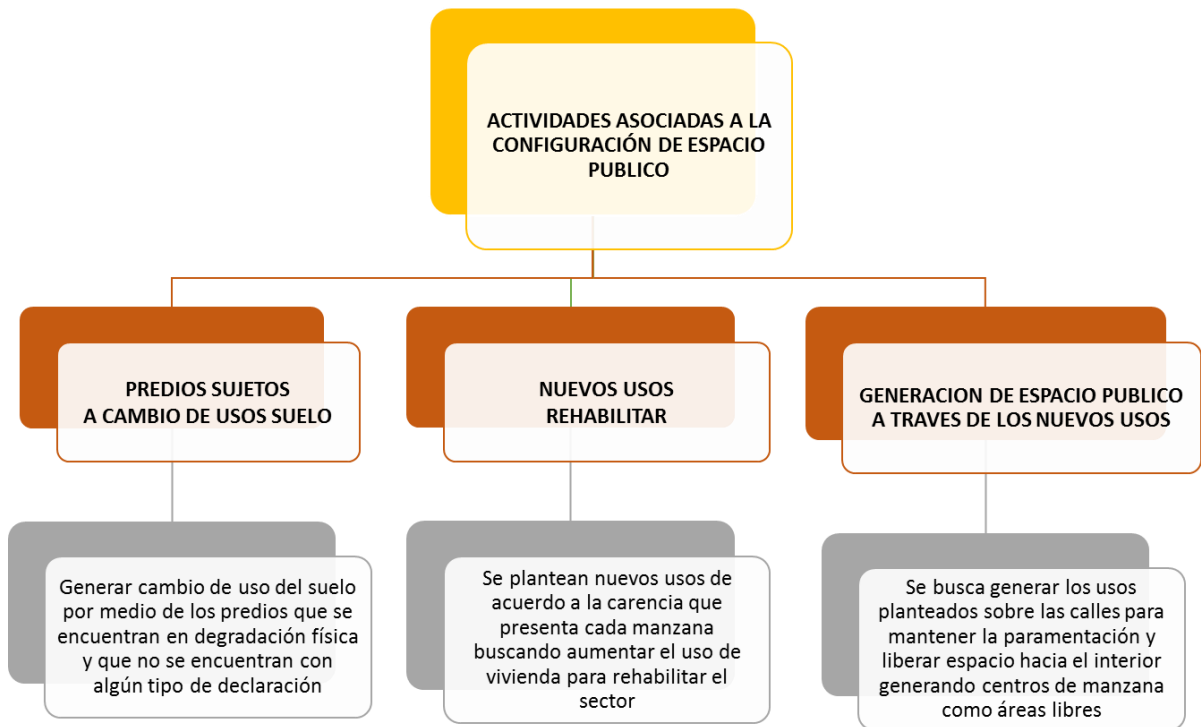 ACTIVIDADES ASOCIADAS A LA
CONFIGURACIÓN DE ESPACIO
PUBLICO
PREDIOS SUJETOS
A CAMBIO DE USOS SUELO
Generar cambio de uso del suelo
por medio de los predios que se
encuentran en degradación física
y que no se encuentran con
algún tipo de declaración
NUEVOS USOS
REHABILITAR
Se plantean nuevos usos de
acuerdo a la carencia que
presenta cada manzana
buscando aumentar el uso de
vivienda para rehabilitar el
sector
GENERACION DE ESPACIO PUBLICO
A TRAVES DE LOS NUEVOS USOS
Se busca generar los usos
planteados sobre las calles para
mantener la paramentación y
liberar espacio hacia el interior
generando centros de manzana
como áreas libres